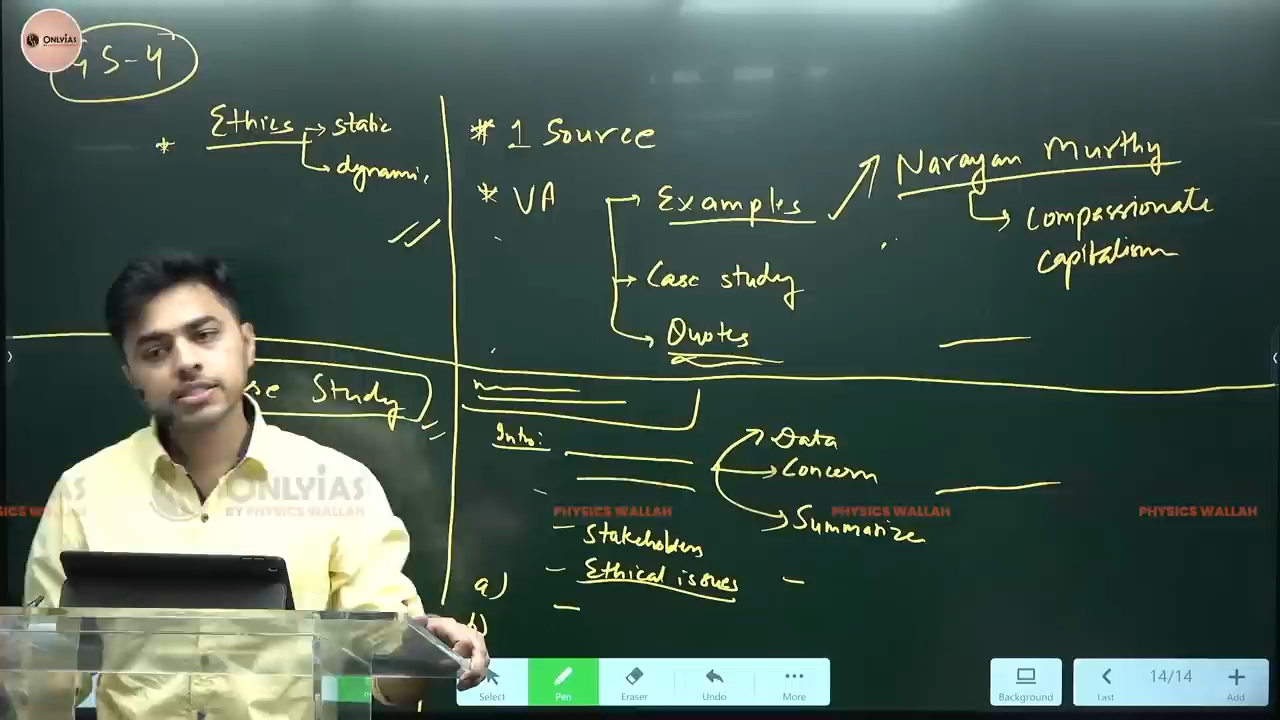 ONLYIAS
GS-4
* Ethics → static
→ dynamic
# 1 Source
* VA → Examples
→ Case study
→ Quotes
Narayan Murthy
→ Compassionate
capitalism
Case Study
Intro:
→ Data
→ Concern
→ Summarize
- Stakeholders
- Ethical issues -
a)
b)
ONLYIAS
BY PHYSICS WALLAH
PHYSICS WALLAH
PHYSICS WALLAH
PHYSICS WALLAH
Select
Pen
Eraser
Undo
More
Background
Last
14/14
Add